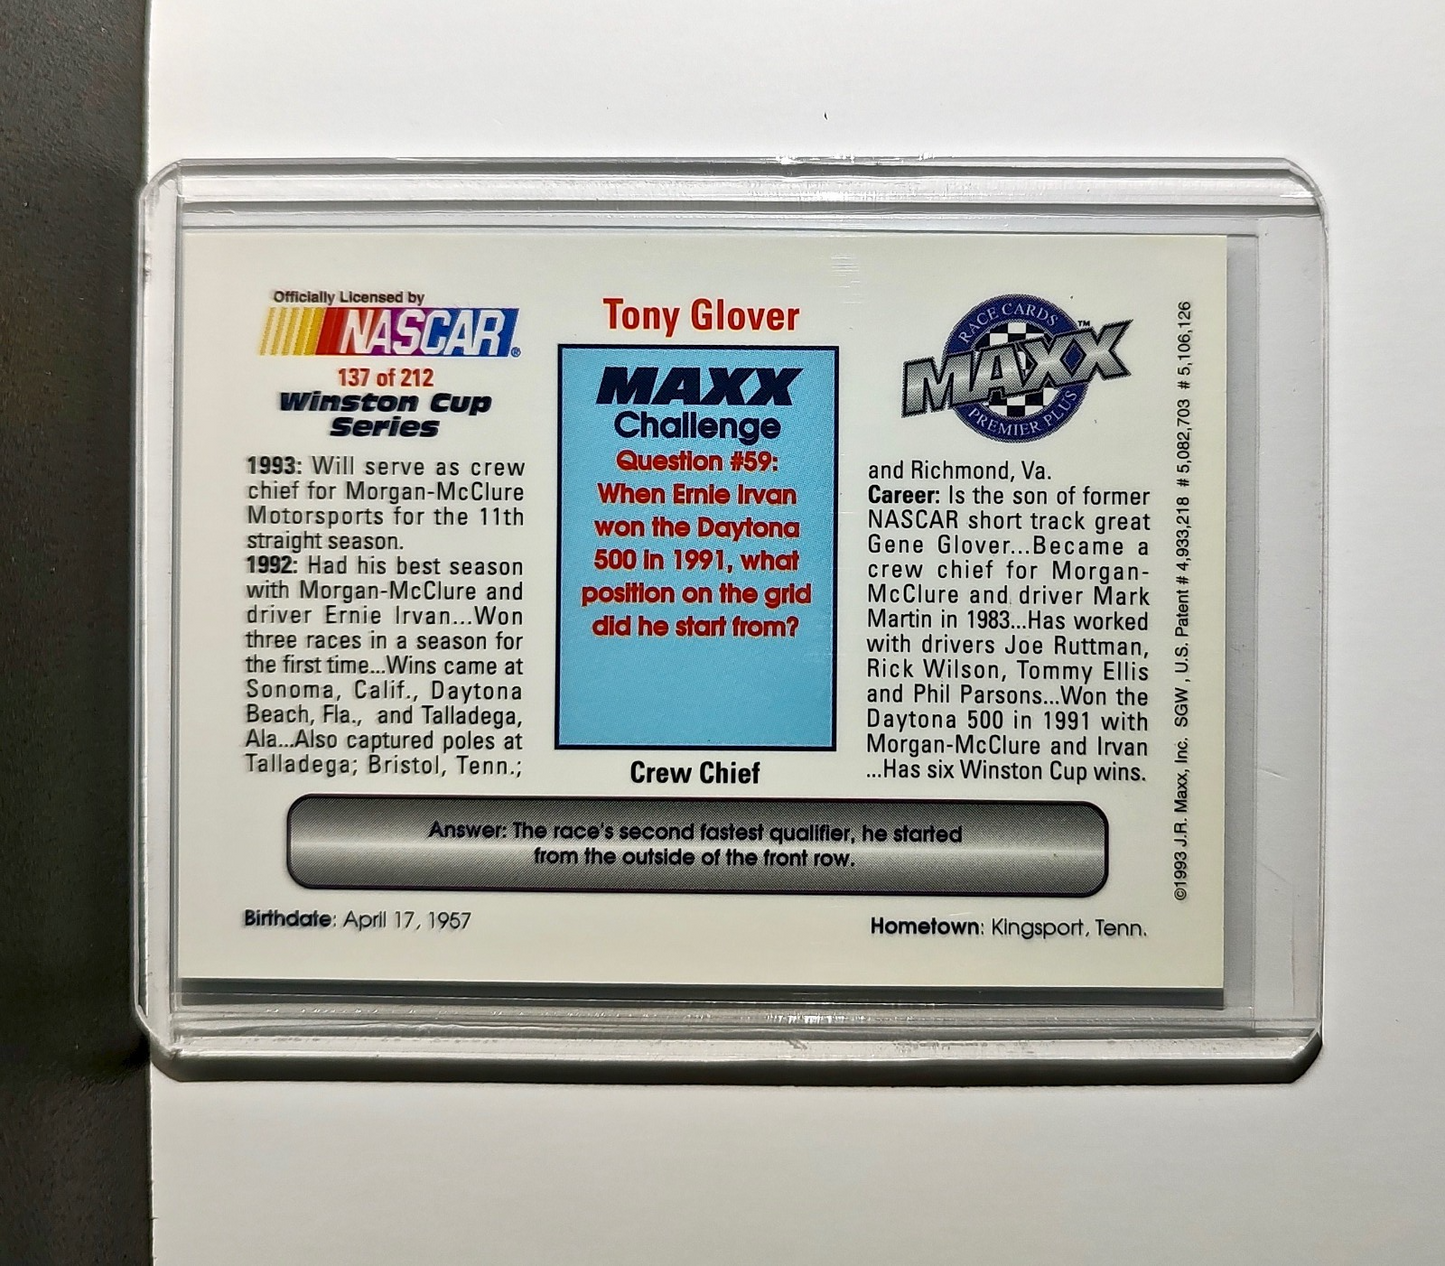 Officially Licensed by
NASCAR®
137 of 212
Winston Cup
Series
1993: Will serve as crew
chief for Morgan-McClure
Motorsports for the 11th
straight season.
1992: Had his best season
with Morgan-McClure and
driver Ernie Irvan...Won
three races in a season for
the first time...Wins came at
Sonoma, Calif., Daytona
Beach, Fla., and Talladega,
Ala...Also captured poles at
Talladega; Bristol, Tenn.;
Tony Glover
MAXX
Challenge
Question #59:
When Ernie Irvan
won the Daytona
500 in 1991, what
position on the grid
did he start from?
Crew Chief
RACE CARDS
MAXX™
PREMIER PLUS
and Richmond, Va.
Career: Is the son of former
NASCAR short track great
Gene Glover...Became a
crew chief for Morgan-
McClure and driver Mark
Martin in 1983...Has worked
with drivers Joe Ruttman,
Rick Wilson, Tommy Ellis
and Phil Parsons...Won the
Daytona 500 in 1991 with
Morgan-McClure and Irvan
...Has six Winston Cup wins.
Answer: The race's second fastest qualifier, he started
from the outside of the front row.
Birthdate: April 17, 1957
Hometown: Kingsport, Tenn.
©1993 J.R. Maxx, Inc. SGW, U.S. Patent # 4,933,218 # 5,082,703 # 5,106,126